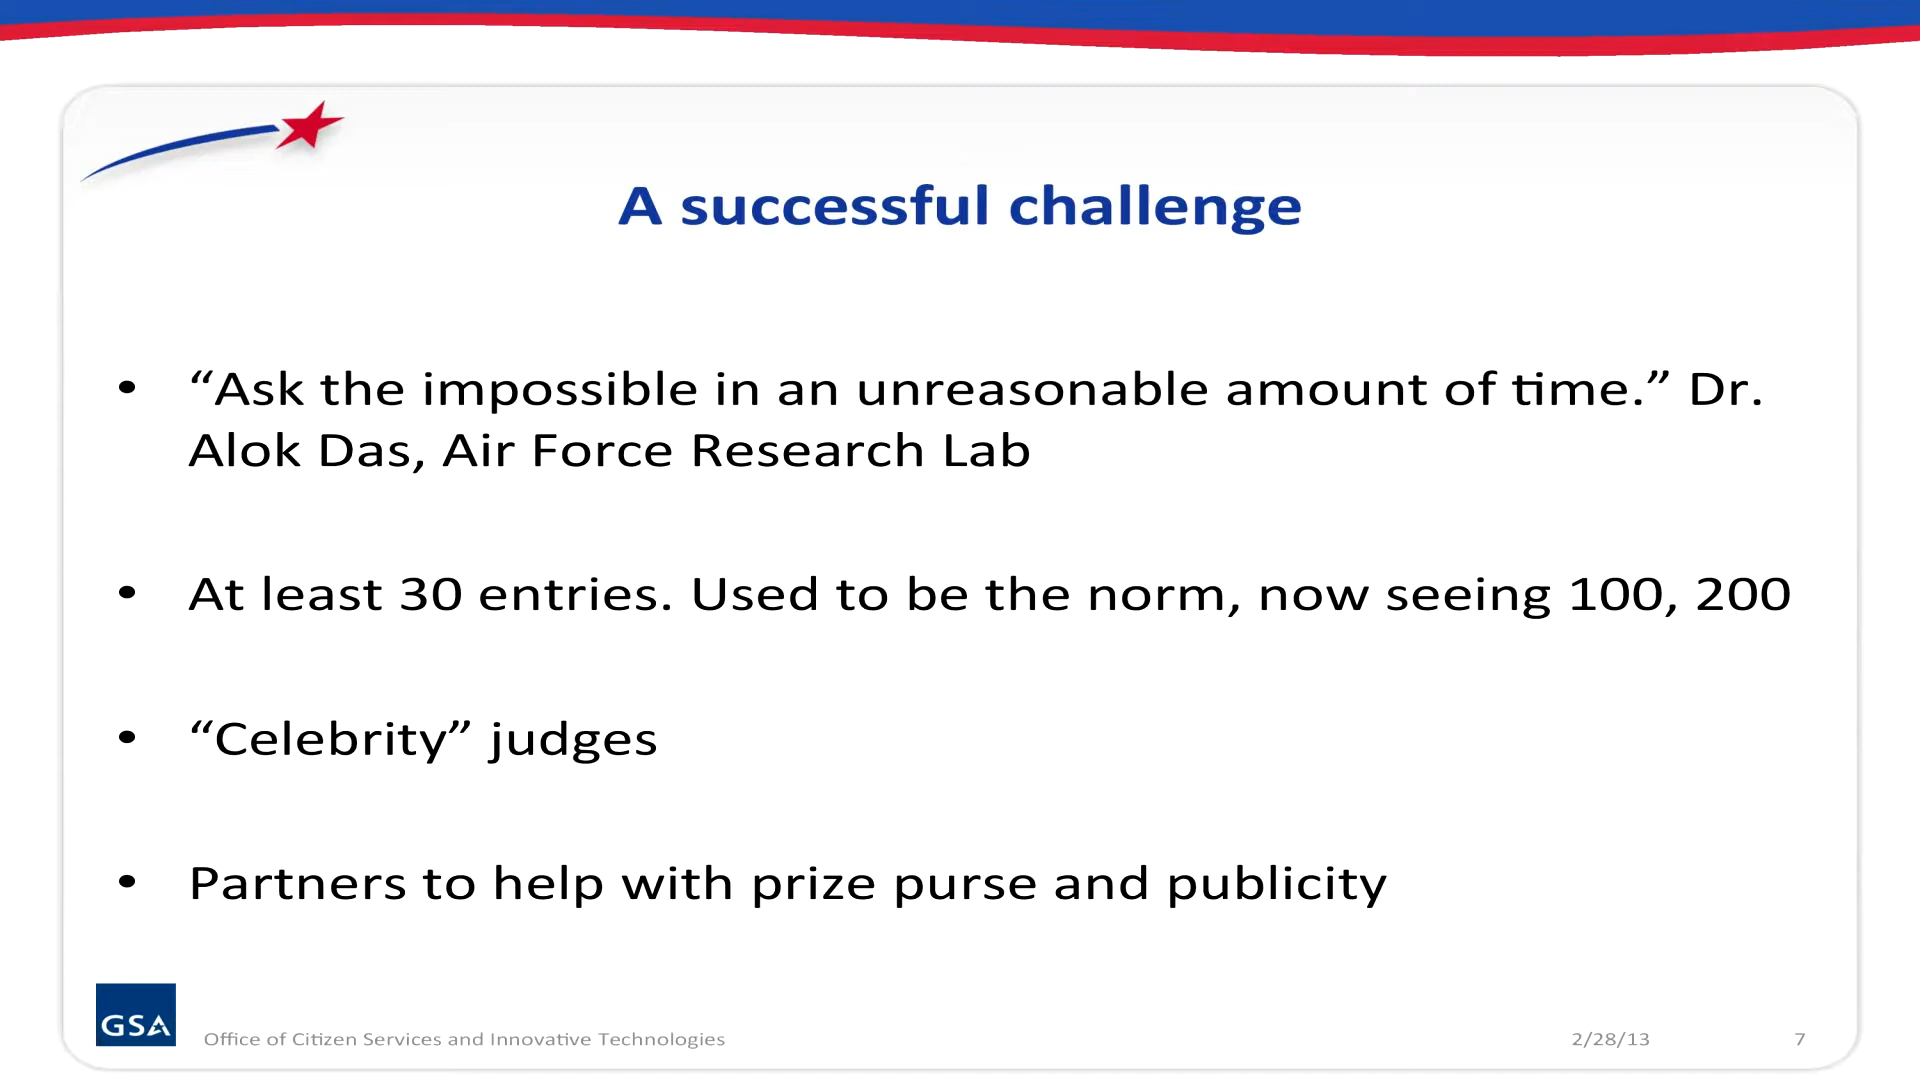 A successful challenge
• “Ask the impossible in an unreasonable amount of time.” Dr.
Alok Das, Air Force Research Lab
• At least 30 entries. Used to be the norm, now seeing 100, 200
• “Celebrity” judges
• Partners to help with prize purse and publicity
GSA
Office of Citizen Services and Innovative Technologies
2/28/13
7